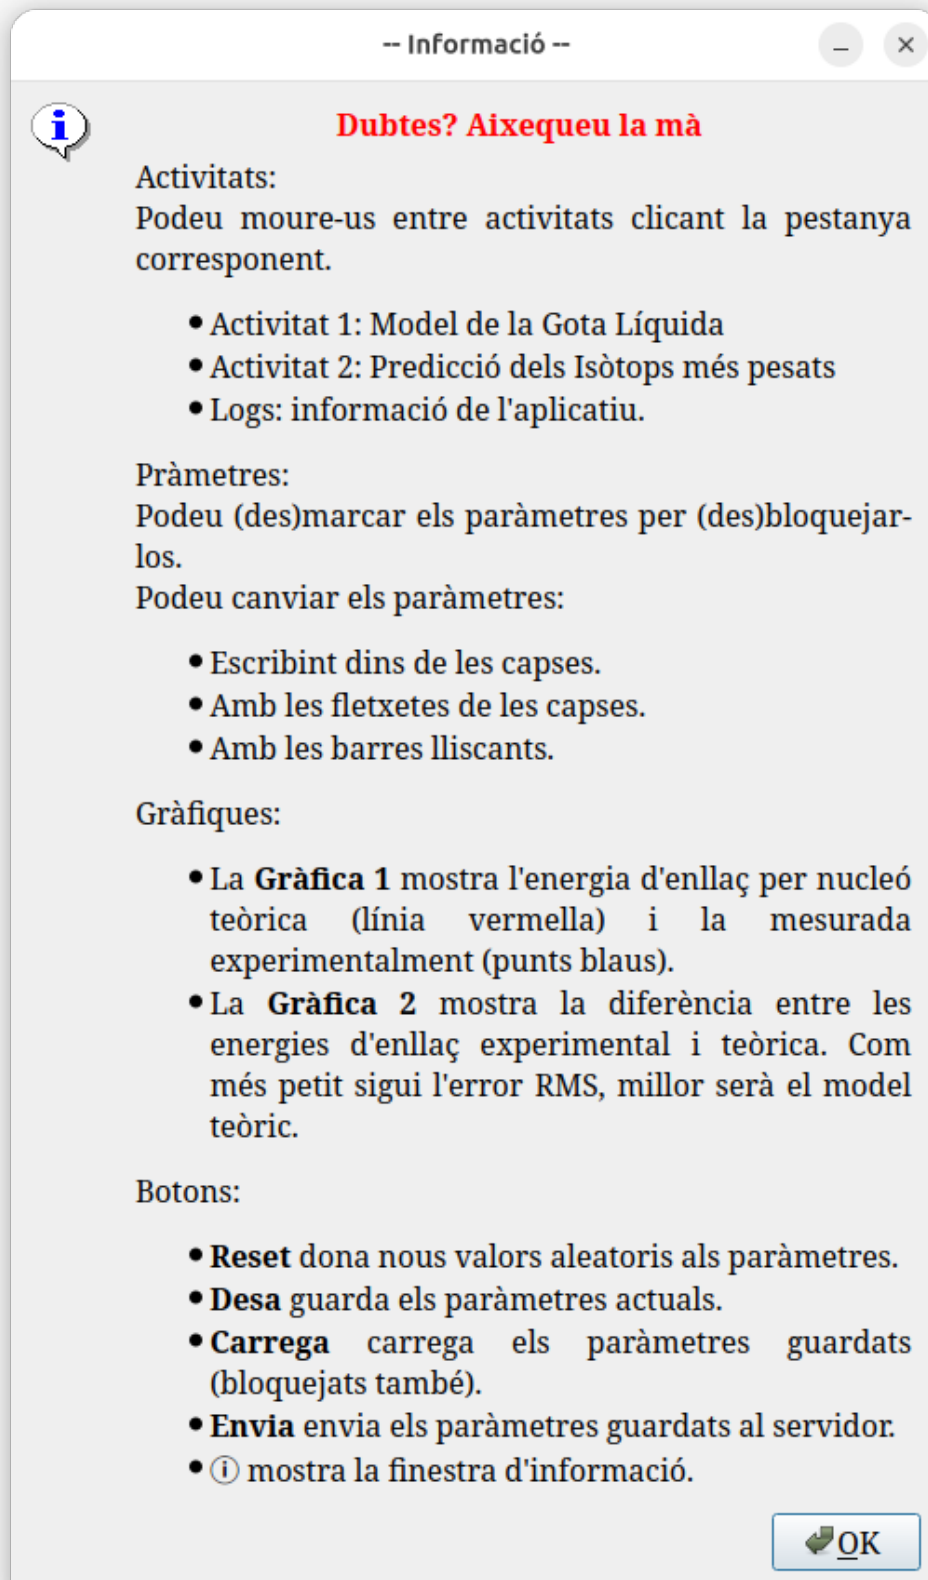 -- Informació --
Dubtes? Aixequeu la mà
Activitats:
Podeu moure-us entre activitats clicant la pestanya
corresponent.
• Activitat 1: Model de la Gota Líquida
• Activitat 2: Predicció dels Isòtops més pesats
• Logs: informació de l'aplicatiu.
Pràmetres:
Podeu (des)marcar els paràmetres per (des)bloquejar-
los.
Podeu canviar els paràmetres:
• Escribint dins de les capses.
• Amb les fletxetes de les capses.
• Amb les barres lliscants.
Gràfiques:
• La Gràfica 1 mostra l'energia d'enllaç per nucleó
teòrica (línia vermella) i la mesurada
experimentalment (punts blaus).
• La Gràfica 2 mostra la diferència entre les
energies d'enllaç experimental i teòrica. Com
més petit sigui l'error RMS, millor serà el model
teòric.
Botons:
• Reset dona nous valors aleatoris als paràmetres.
• Desa guarda els paràmetres actuals.
• Carrega carrega els paràmetres guardats
(bloquejats també).
• Envia envia els paràmetres guardats al servidor.
• ⓘ mostra la finestra d'informació.
OK